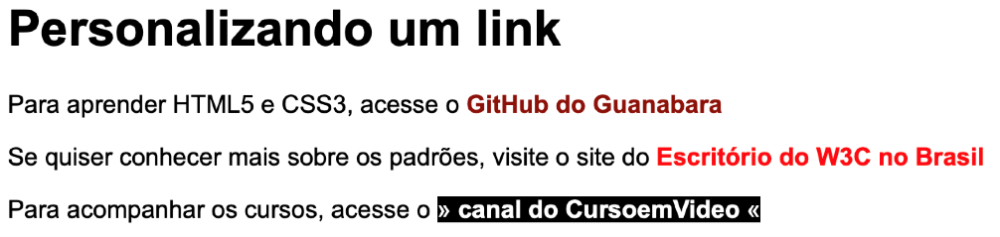 Personalizando um link
Para aprender HTML5 e CSS3, acesse o GitHub do Guanabara
Se quiser conhecer mais sobre os padrões, visite o site do Escritório do W3C no Brasil
Para acompanhar os cursos, acesse o » canal do CursoemVideo «